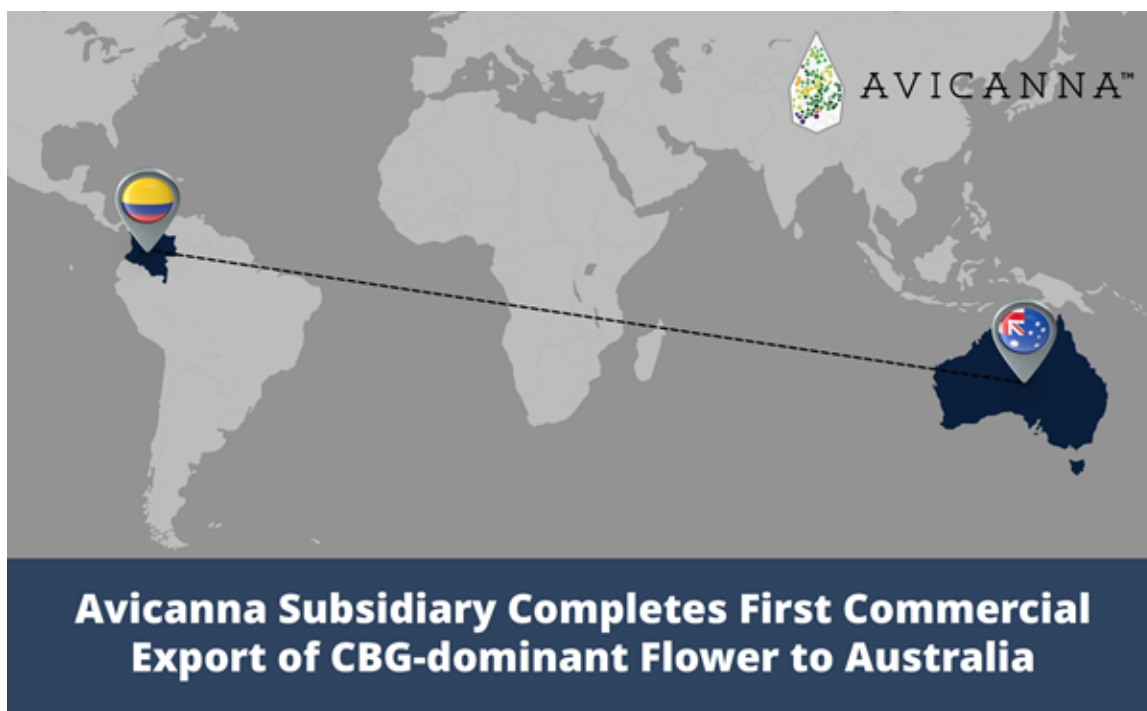 AVICANNA™
Avicanna Subsidiary Completes First Commercial
Export of CBG-dominant Flower to Australia